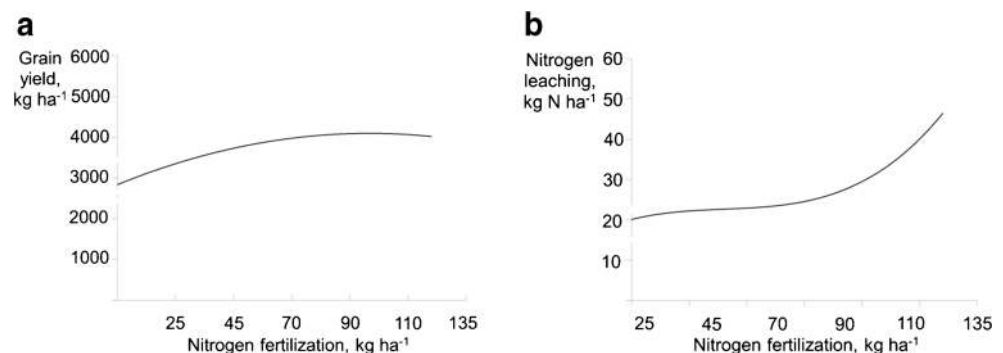 a
Grain
yield,
kg ha-1
6000
5000
4000
3000
2000
1000
25 45 70 90 110 135
Nitrogen fertilization, kg ha-1
b
Nitrogen
leaching,
kg N ha-1
60
50
40
30
20
10
25 45 70 90 110 135
Nitrogen fertilization, kg ha-1